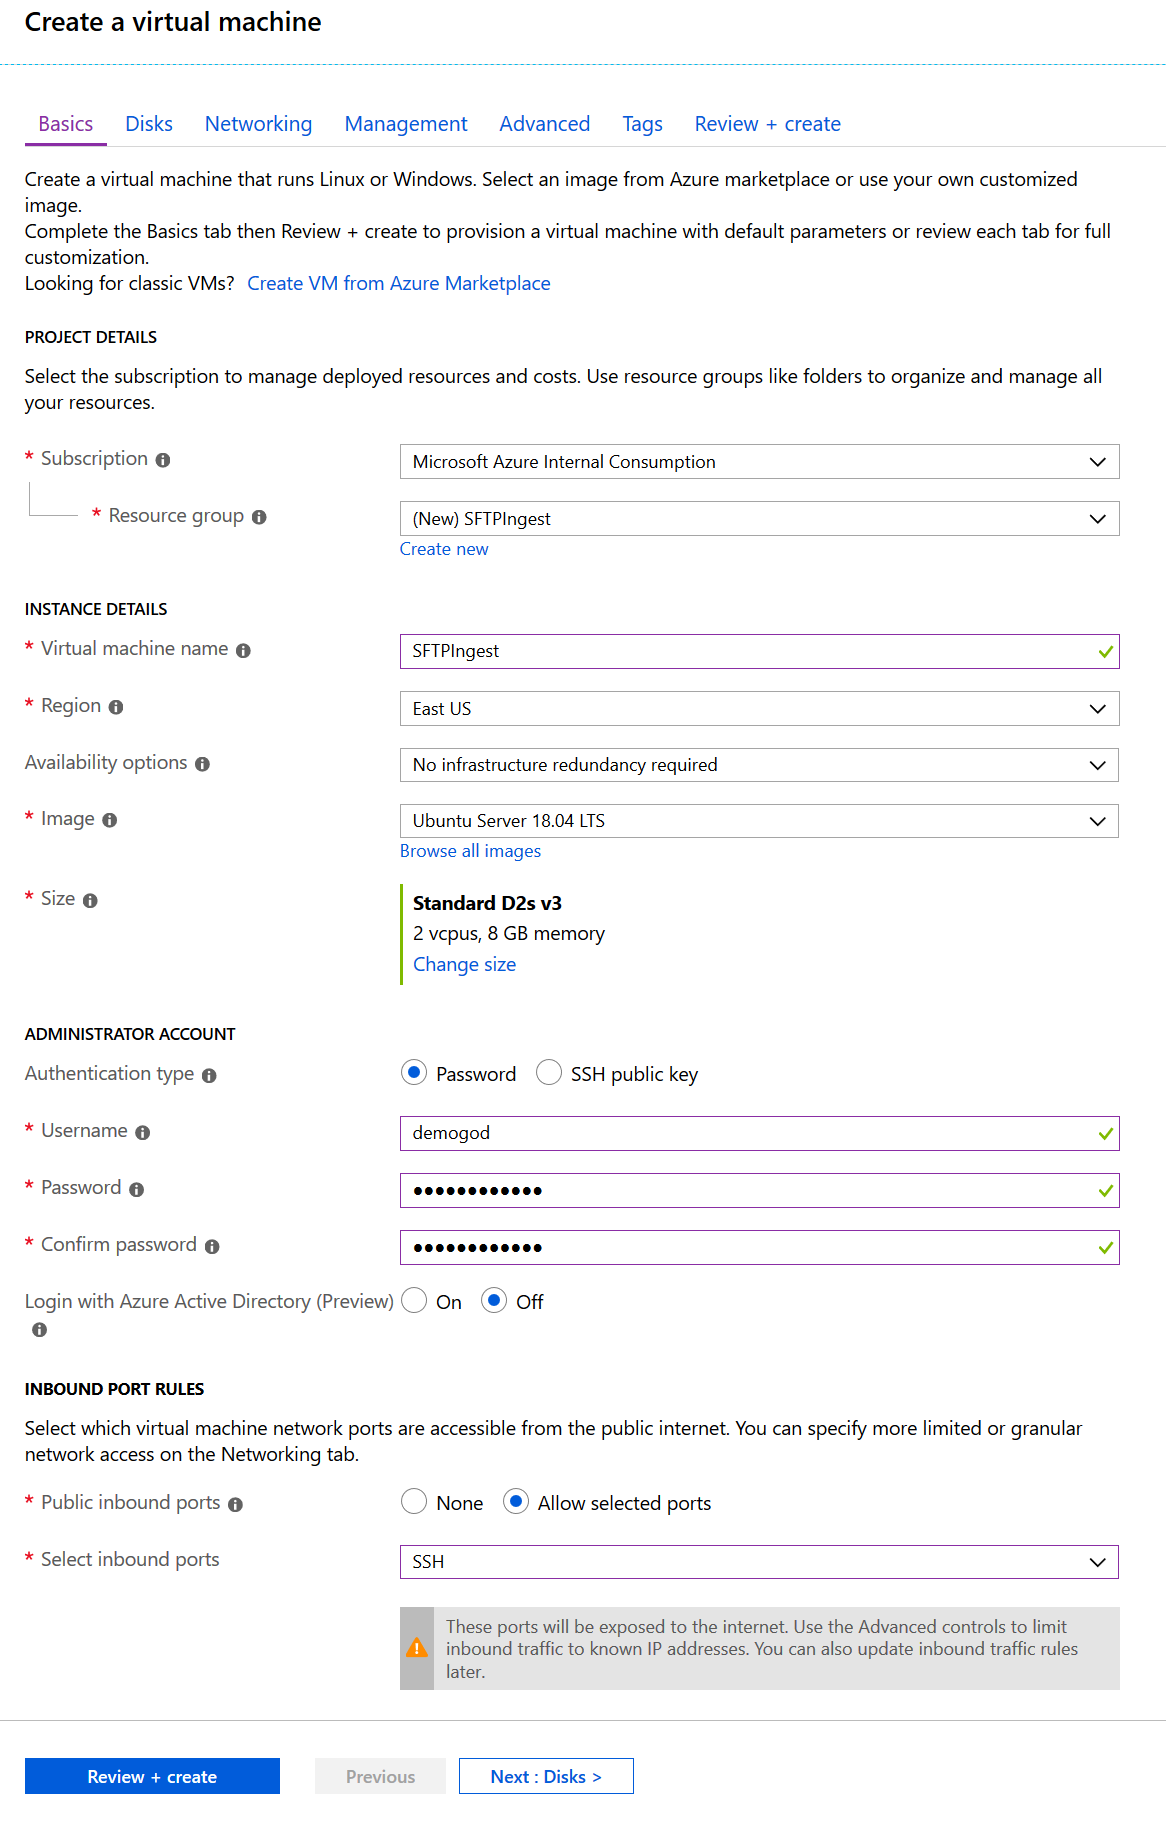 Create a virtual machine
Basics Disks Networking Management Advanced Tags Review + create
Create a virtual machine that runs Linux or Windows. Select an image from Azure marketplace or use your own customized
image.
Complete the Basics tab then Review + create to provision a virtual machine with default parameters or review each tab for full
customization.
Looking for classic VMs? Create VM from Azure Marketplace
PROJECT DETAILS
Select the subscription to manage deployed resources and costs. Use resource groups like folders to organize and manage all
your resources.
* Subscription Microsoft Azure Internal Consumption
* Resource group (New) SFTPIngest
Create new
INSTANCE DETAILS
* Virtual machine name SFTPIngest
* Region East US
Availability options No infrastructure redundancy required
* Image Ubuntu Server 18.04 LTS
Browse all images
* Size Standard D2s v3
2 vcpus, 8 GB memory
Change size
ADMINISTRATOR ACCOUNT
Authentication type Password SSH public key
* Username demogod
* Password ••••••••••••
* Confirm password ••••••••••••
Login with Azure Active Directory (Preview) On Off
INBOUND PORT RULES
Select which virtual machine network ports are accessible from the public internet. You can specify more limited or granular
network access on the Networking tab.
* Public inbound ports None Allow selected ports
* Select inbound ports SSH
These ports will be exposed to the internet. Use the Advanced controls to limit
inbound traffic to known IP addresses. You can also update inbound traffic rules
later.
Review + create Previous Next : Disks >